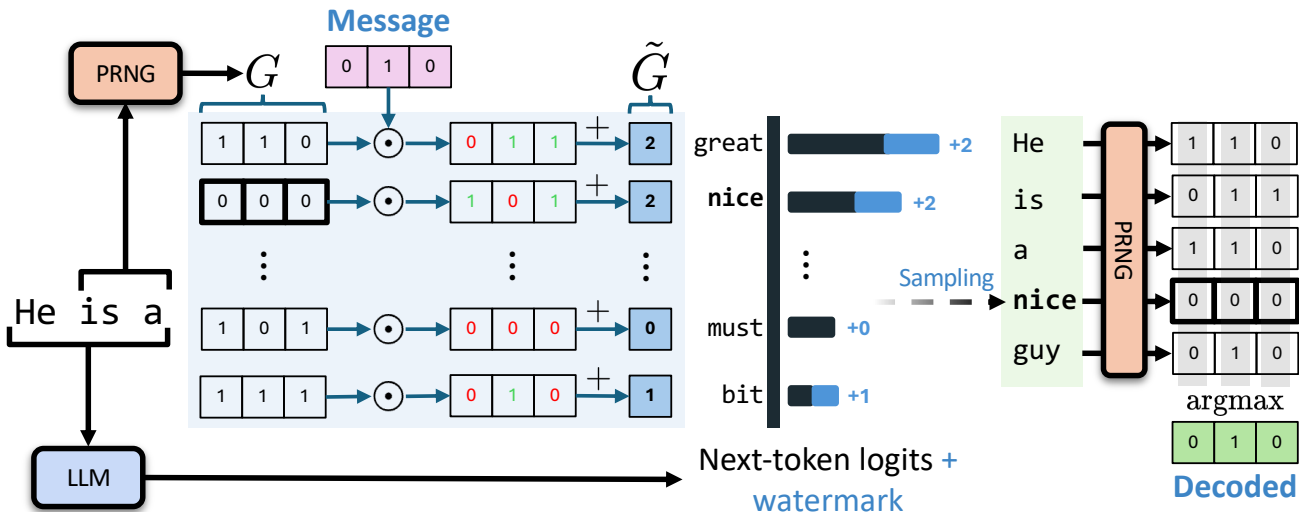 Message
PRNG
G
0 1 0
G̃
1 1 0
0 1 1
+
2
great
+2
0 0 0
1 0 1
+
2
nice
+2
⋮
⋮
⋮
⋮
1 0 1
0 0 0
+
0
must
+0
1 1 1
0 1 0
+
1
bit
+1
He is a
LLM
Next-token logits +
watermark
Sampling
He
is
a
nice
guy
PRNG
1 1 0
0 1 1
1 1 0
0 0 0
0 1 0
argmax
0 1 0
Decoded